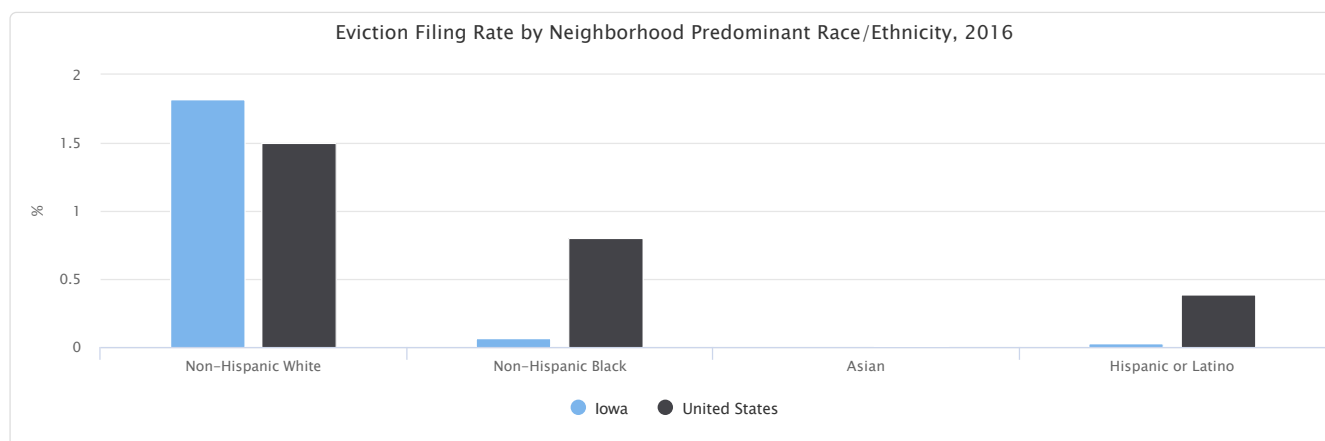 Eviction Filing Rate by Neighborhood Predominant Race/Ethnicity, 2016
2
1.5
%
1
0.5
0
Non-Hispanic White Non-Hispanic Black Asian Hispanic or Latino
Iowa United States